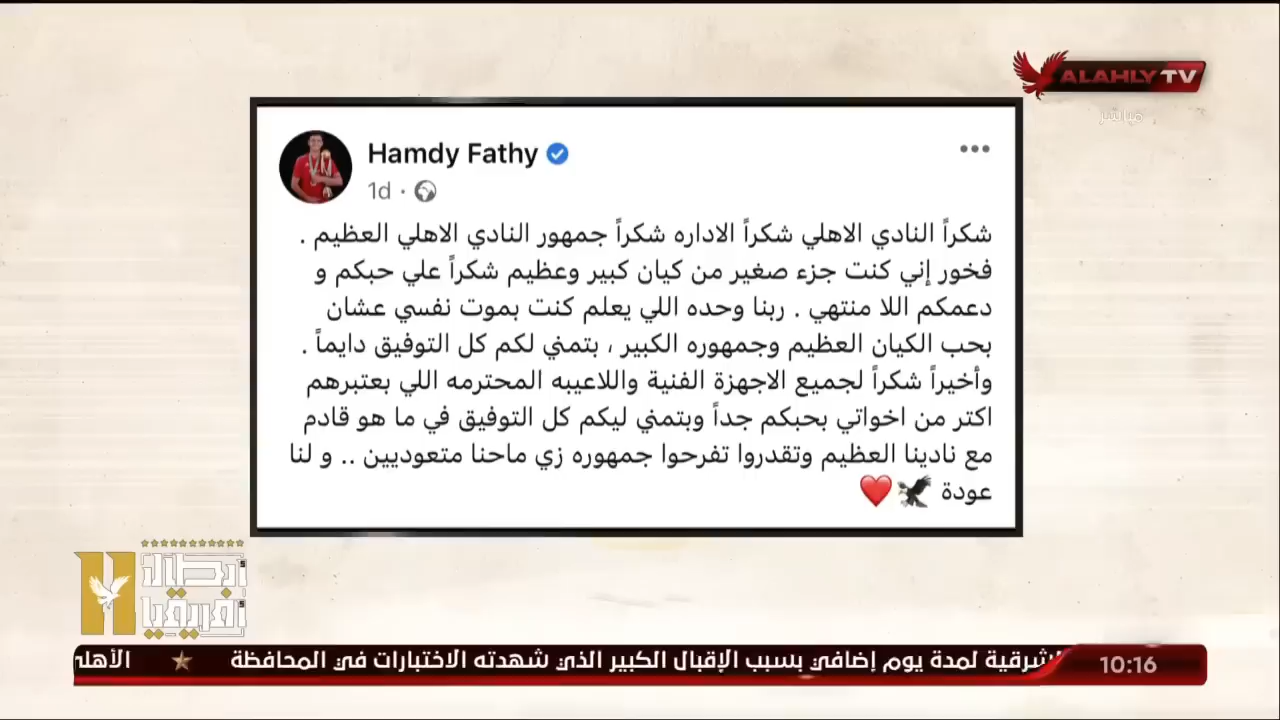 ALAHLY TV
مباشر
Hamdy Fathy
1d ·
شكراً النادي الاهلي شكراً الاداره شكراً جمهور النادي الاهلي العظيم .
فخور إني كنت جزء صغير من كيان كبير وعظيم شكراً علي حبكم و
دعمكم اللا منتهي . ربنا وحده اللي يعلم كنت بموت نفسي عشان
بحب الكيان العظيم وجمهوره الكبير ، بتمني لكم كل التوفيق دايماً .
وأخيراً شكراً لجميع الاجهزة الفنية واللاعيبه المحترمه اللي بعتبرهم
اكتر من اخواتي بحبكم جداً وبتمني ليكم كل التوفيق في ما هو قادم
مع نادينا العظيم وتقدروا تفرحوا جمهوره زي ماحنا متعوديين .. و لنا
عودة 🦅❤️
11
أبطال
أفريقيا
10:16
الشرقية لمدة يوم إضافي بسبب الإقبال الكبير الذي شهدته الاختبارات في المحافظة ★ الأهلي